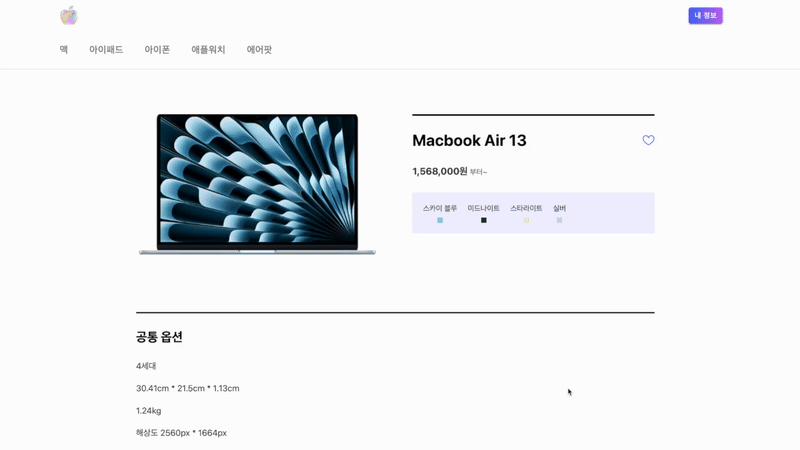 내 정보
맥 아이패드 아이폰 애플워치 에어팟
Macbook Air 13
1,568,000원 부터~
스카이 블루 미드나이트 스타라이트 실버
공통 옵션
4세대
30.41cm * 21.5cm * 1.13cm
1.24kg
해상도 2560px * 1664px